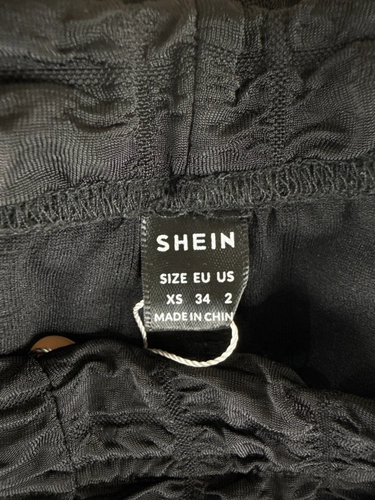 SHEIN
SIZE EU US
XS 34 2
MADE IN CHIN